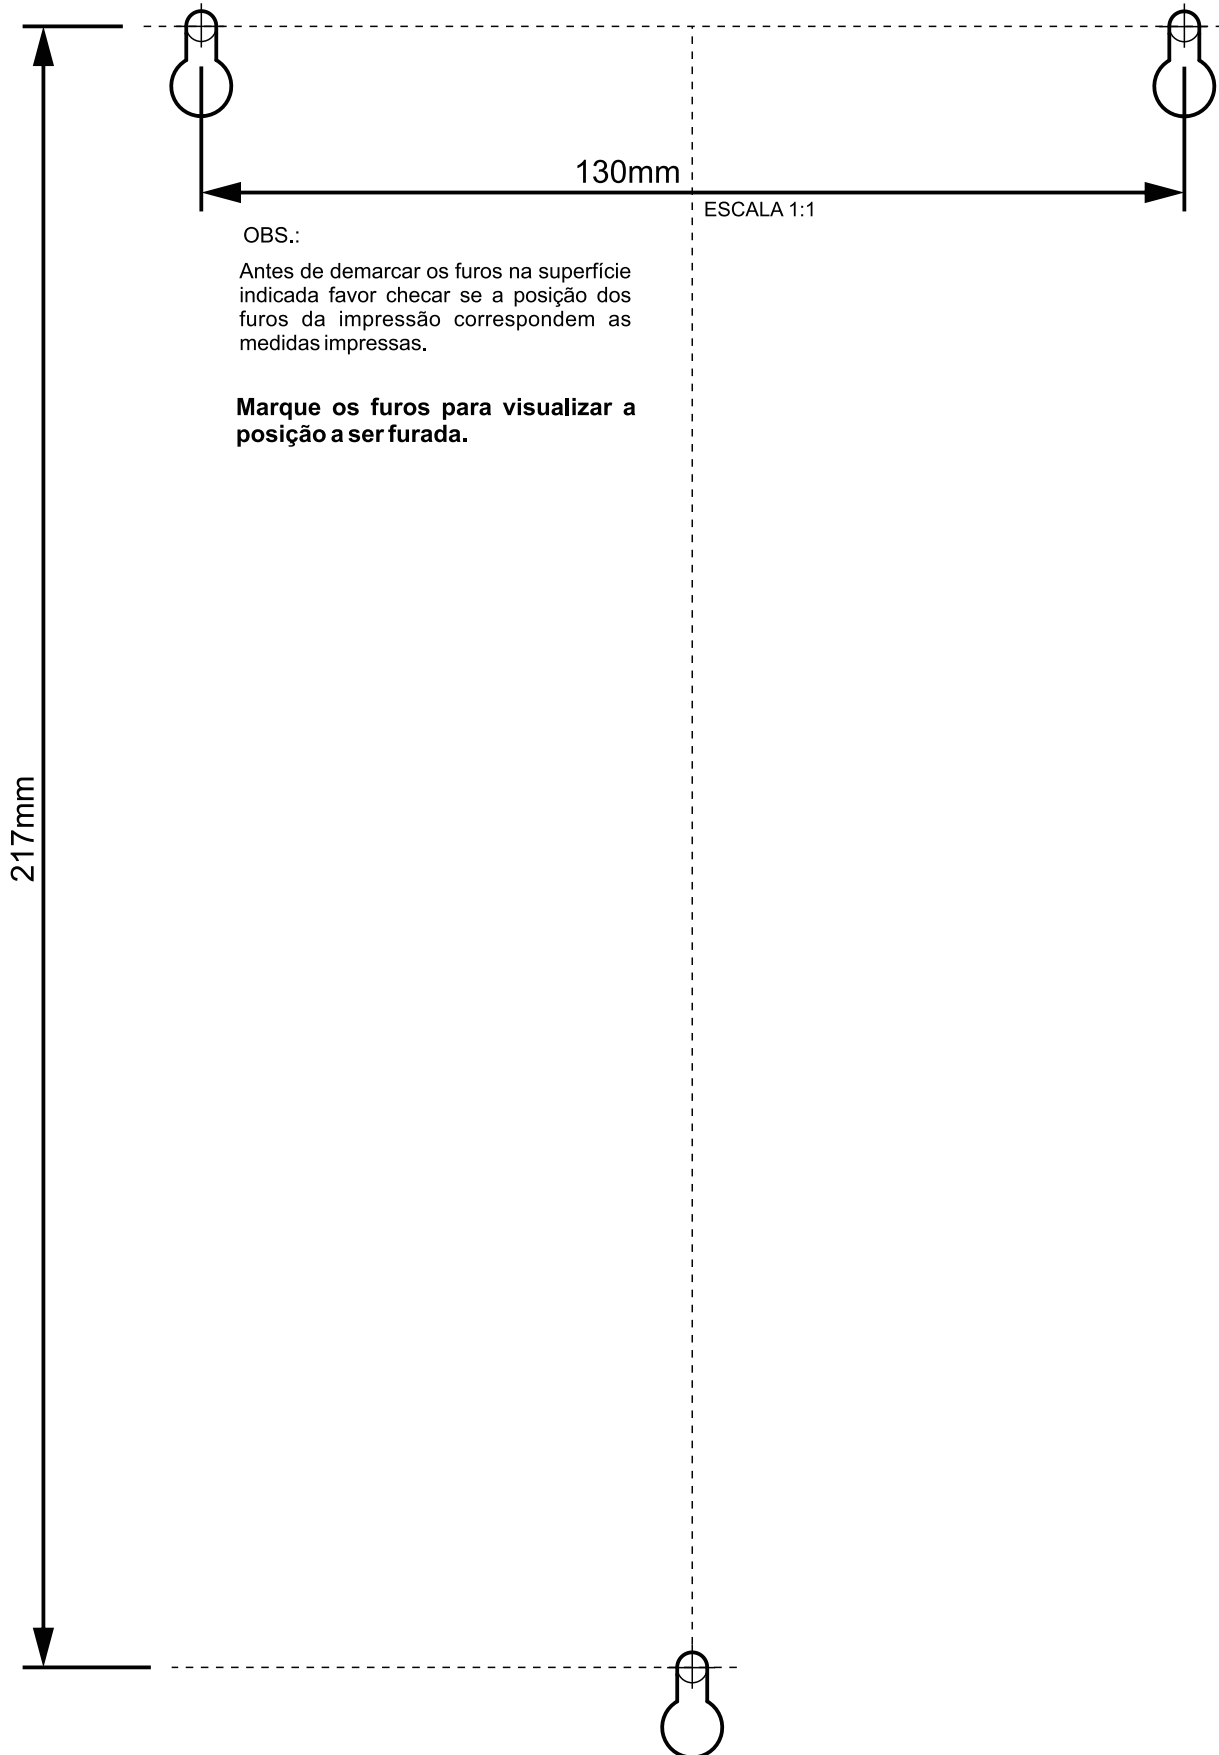 130mm
ESCALA 1:1
OBS.:
Antes de demarcar os furos na superfície
indicada favor checar se a posição dos
furos da impressão correspondem as
medidas impressas.
Marque os furos para visualizar a
posição a ser furada.
217mm